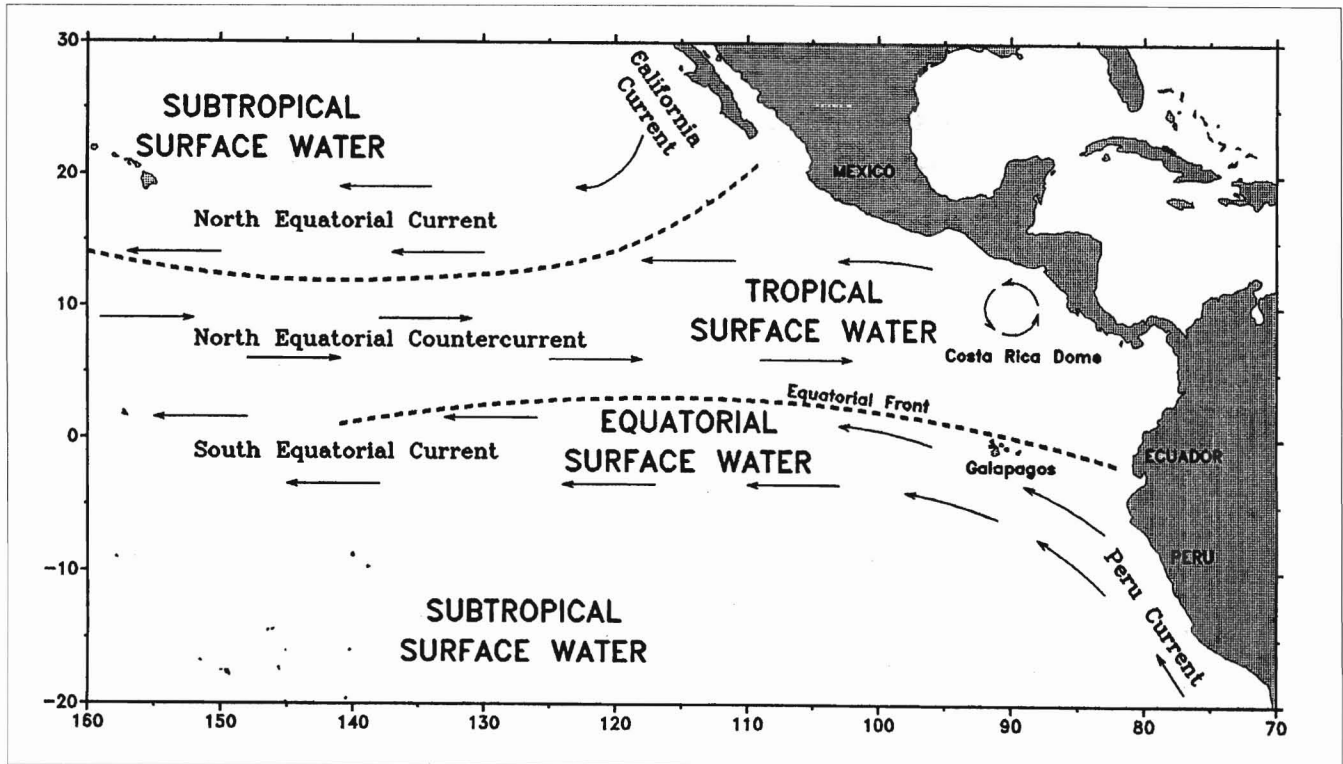 30
20
10
0
−10
−20
160
150
140
130
120
110
100
90
80
70
SUBTROPICAL
SURFACE WATER
California
Current
MEXICO
North Equatorial Current
TROPICAL
SURFACE WATER
North Equatorial Countercurrent
Costa Rica Dome
Equatorial Front
EQUATORIAL
SURFACE WATER
South Equatorial Current
Galapagos
ECUADOR
PERU
Peru Current
SUBTROPICAL
SURFACE WATER